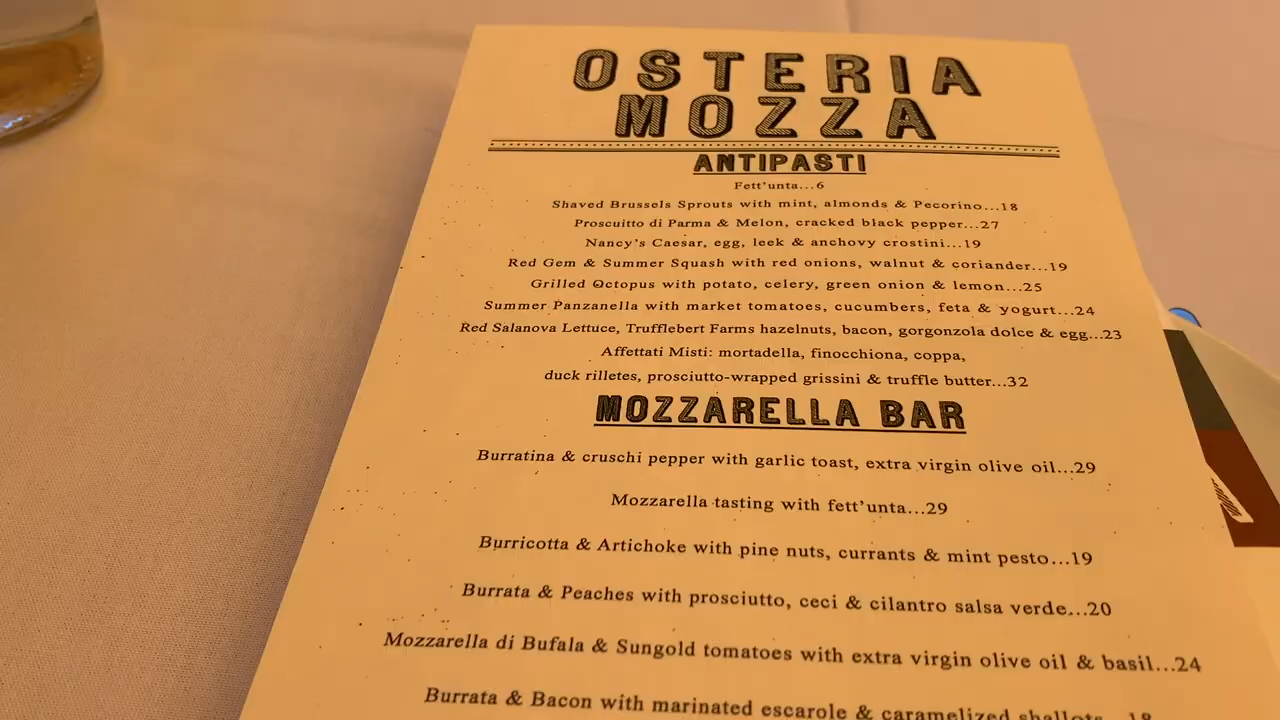 OSTERIA
MOZZA
ANTIPASTI
Fett'unta...6
Shaved Brussels Sprouts with mint, almonds & Pecorino...18
Proscuitto di Parma & Melon, cracked black pepper...27
Nancy's Caesar, egg, leek & anchovy crostini...19
Red Gem & Summer Squash with red onions, walnut & coriander...19
Grilled Octopus with potato, celery, green onion & lemon...25
Summer Panzanella with market tomatoes, cucumbers, feta & yogurt...24
Red Salanova Lettuce, Trufflebert Farms hazelnuts, bacon, gorgonzola dolce & egg...23
Affettati Misti: mortadella, finocchiona, coppa,
duck rilletes, prosciutto-wrapped grissini & truffle butter...32
MOZZARELLA BAR
Burratina & cruschi pepper with garlic toast, extra virgin olive oil...29
Mozzarella tasting with fett'unta...29
Burricotta & Artichoke with pine nuts, currants & mint pesto...19
Burrata & Peaches with prosciutto, ceci & cilantro salsa verde...20
Mozzarella di Bufala & Sungold tomatoes with extra virgin olive oil & basil...24
Burrata & Bacon with marinated escarole & caramelized shallots...18